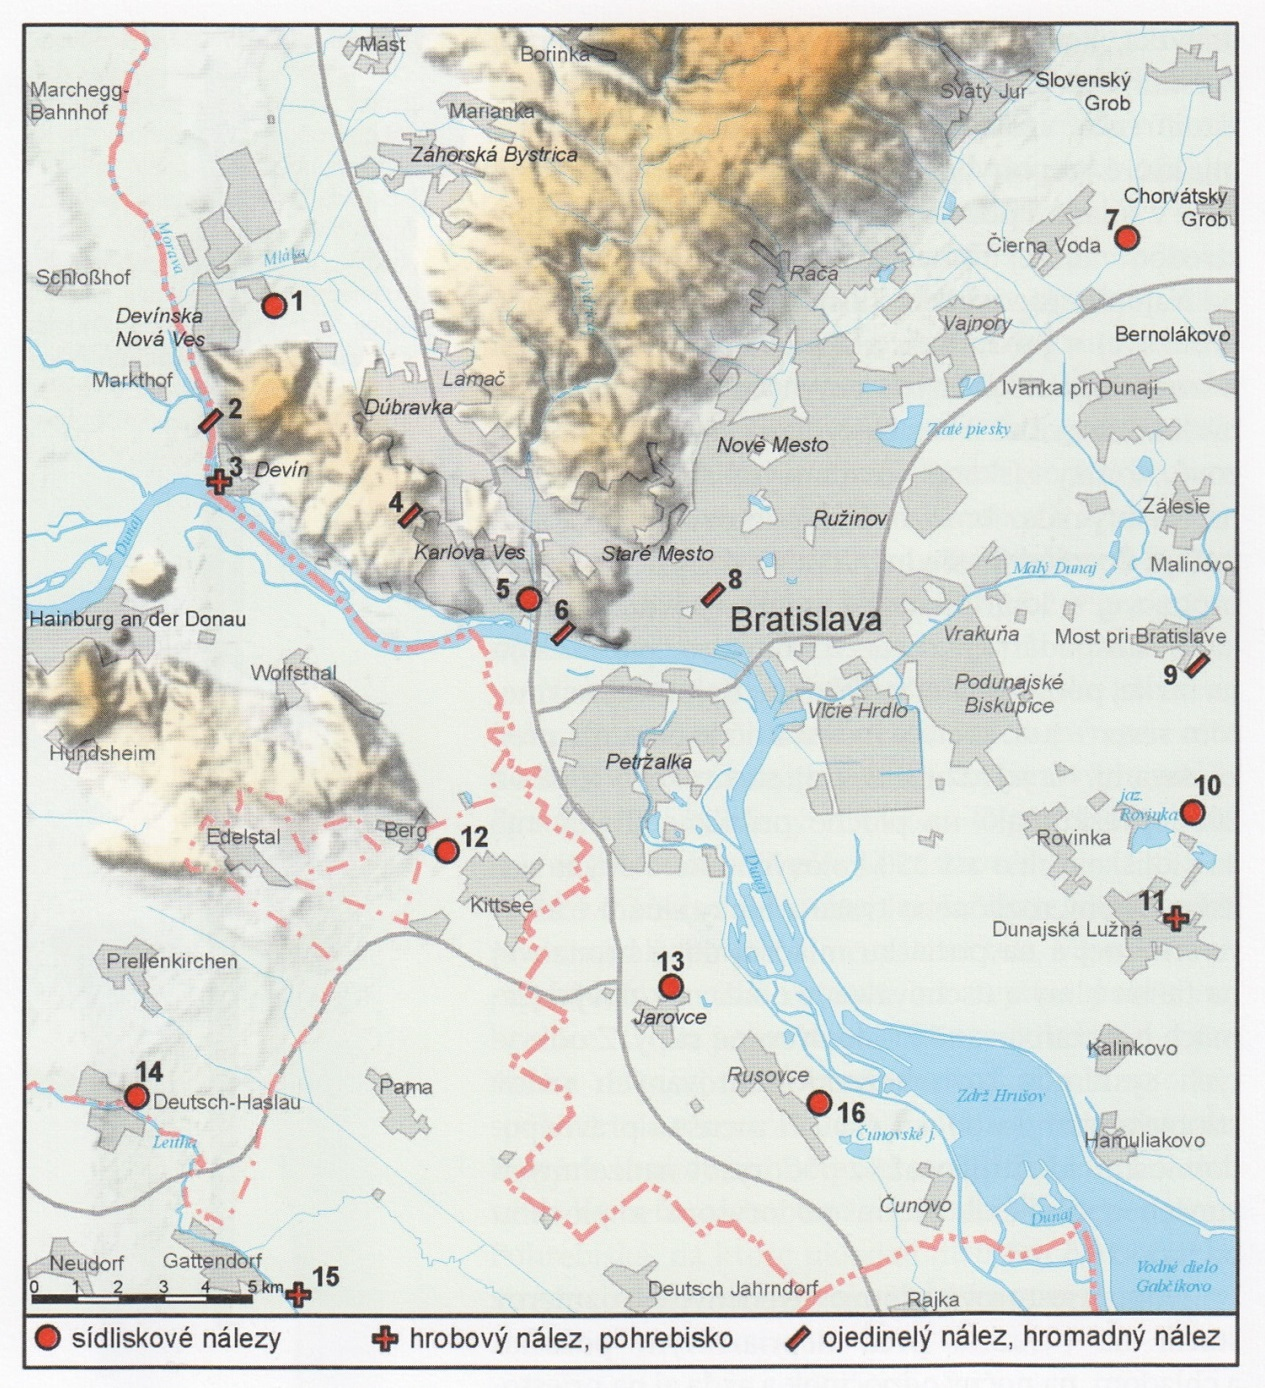 Mást
Borinka
Marchegg-
Bahnhof
Marianka
Svätý Jur
Slovenský
Grob
Záhorská Bystrica
Chorvátsky
Grob
7
Čierna Voda
Morava
Mláka
Schloßhof
Rača
1
Devínska
Nová Ves
Vajnory
Bernolákovo
Markthof
Lamač
Ivanka pri Dunaji
Dúbravka
2
Zlaté piesky
Nové Mesto
3
Devín
4
Zálesie
Ružinov
Dunaj
Karlova Ves
Staré Mesto
Malý Dunaj
Malinovo
5
8
6
Hainburg an der Donau
Bratislava
Vrakuňa
Most pri Bratislave
Wolfsthal
9
Podunajské
Biskupice
Vlčie Hrdlo
Hundsheim
Petržalka
10
jaz.
Rovinka
Edelstal
Berg
12
Rovinka
Dunaj
Kittsee
11
Dunajská Lužná
Prellenkirchen
13
Jarovce
Kalinkovo
14
Deutsch-Haslau
Pama
Rusovce
Zdrž Hrušov
16
Čunovské j.
Leitha
Hamuliakovo
Čunovo
Dunaj
Neudorf
Gattendorf
15
Vodné dielo
Gabčíkovo
Deutsch Jahrndorf
Rajka
0 1 2 3 4 5 km
sídliskové nálezy
hrobový nález, pohrebisko
ojedinelý nález, hromadný nález